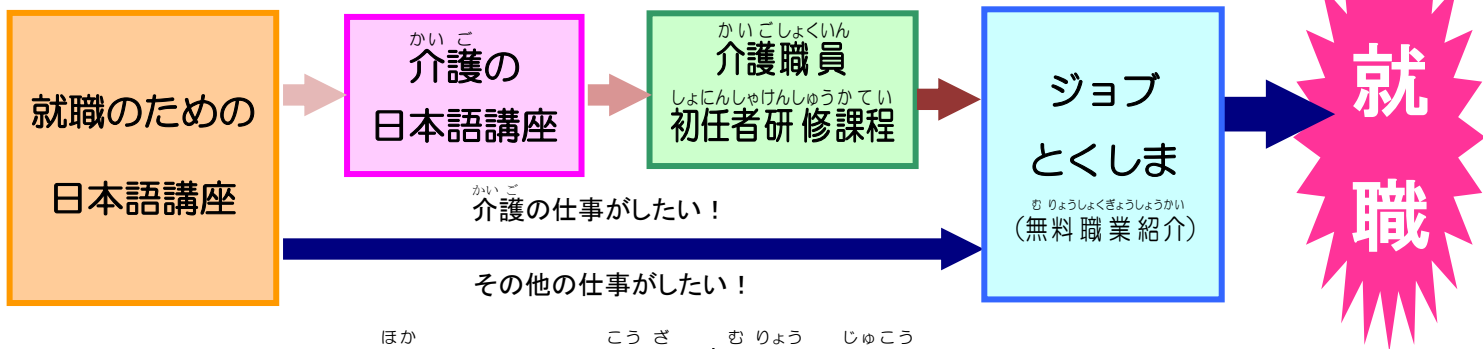 就職のための
日本語講座
かいご
介護の
日本語講座
かいごしょくいん
介護職員
しょにんしゃけんしゅうかてい
初任者研修課程
ジョブ
とくしま
むりょうしょくぎょうしょうかい
（無料職業紹介）
就
職
かいご
介護の仕事がしたい！
その他の仕事がしたい！
ほか こうざ むりょう じゅこう